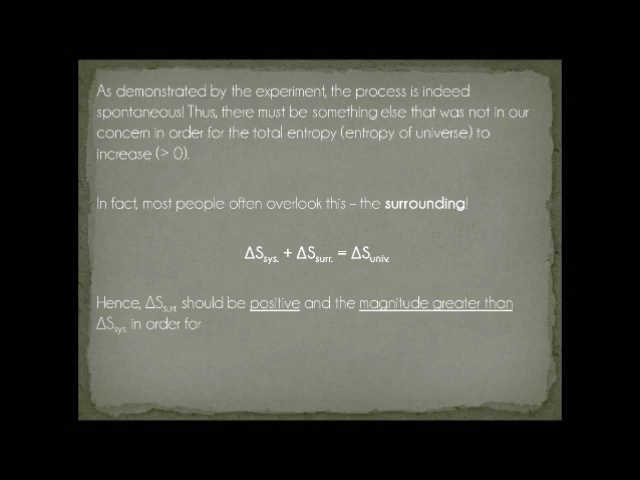 As demonstrated by the experiment, the process is indeed
spontaneous! Thus, there must be something else that was not in our
concern in order for the total entropy (entropy of universe) to
increase (> 0).
In fact, most people often overlook this – the surrounding!
ΔSsys. + ΔSsurr. = ΔSuniv.
Hence, ΔSsurr. should be positive and the magnitude greater than
ΔSsys. in order for